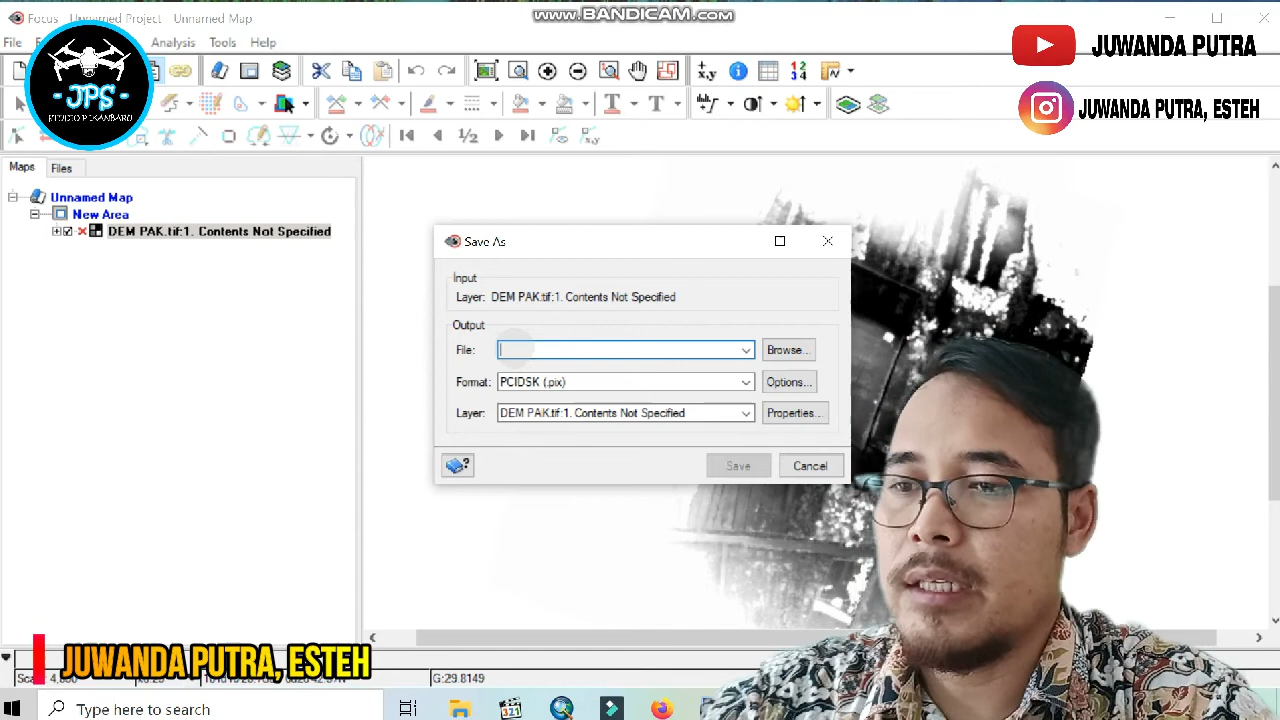 Focus - Unnamed Project - Unnamed Map
www.BANDICAM.com
File
Analysis
Tools
Help
JPS
STUDIO PEKANBARU
JUWANDA PUTRA
JUWANDA PUTRA, ESTEH
Maps
Files
Unnamed Map
New Area
DEM PAK.tif:1. Contents Not Specified
Save As
Input
Layer: DEM PAK.tif:1. Contents Not Specified
Output
File:
Browse...
Format:
PCIDSK (.pix)
Options...
Layer:
DEM PAK.tif:1. Contents Not Specified
Properties...
Save
Cancel
JUWANDA PUTRA, ESTEH
G:29.8149
Type here to search